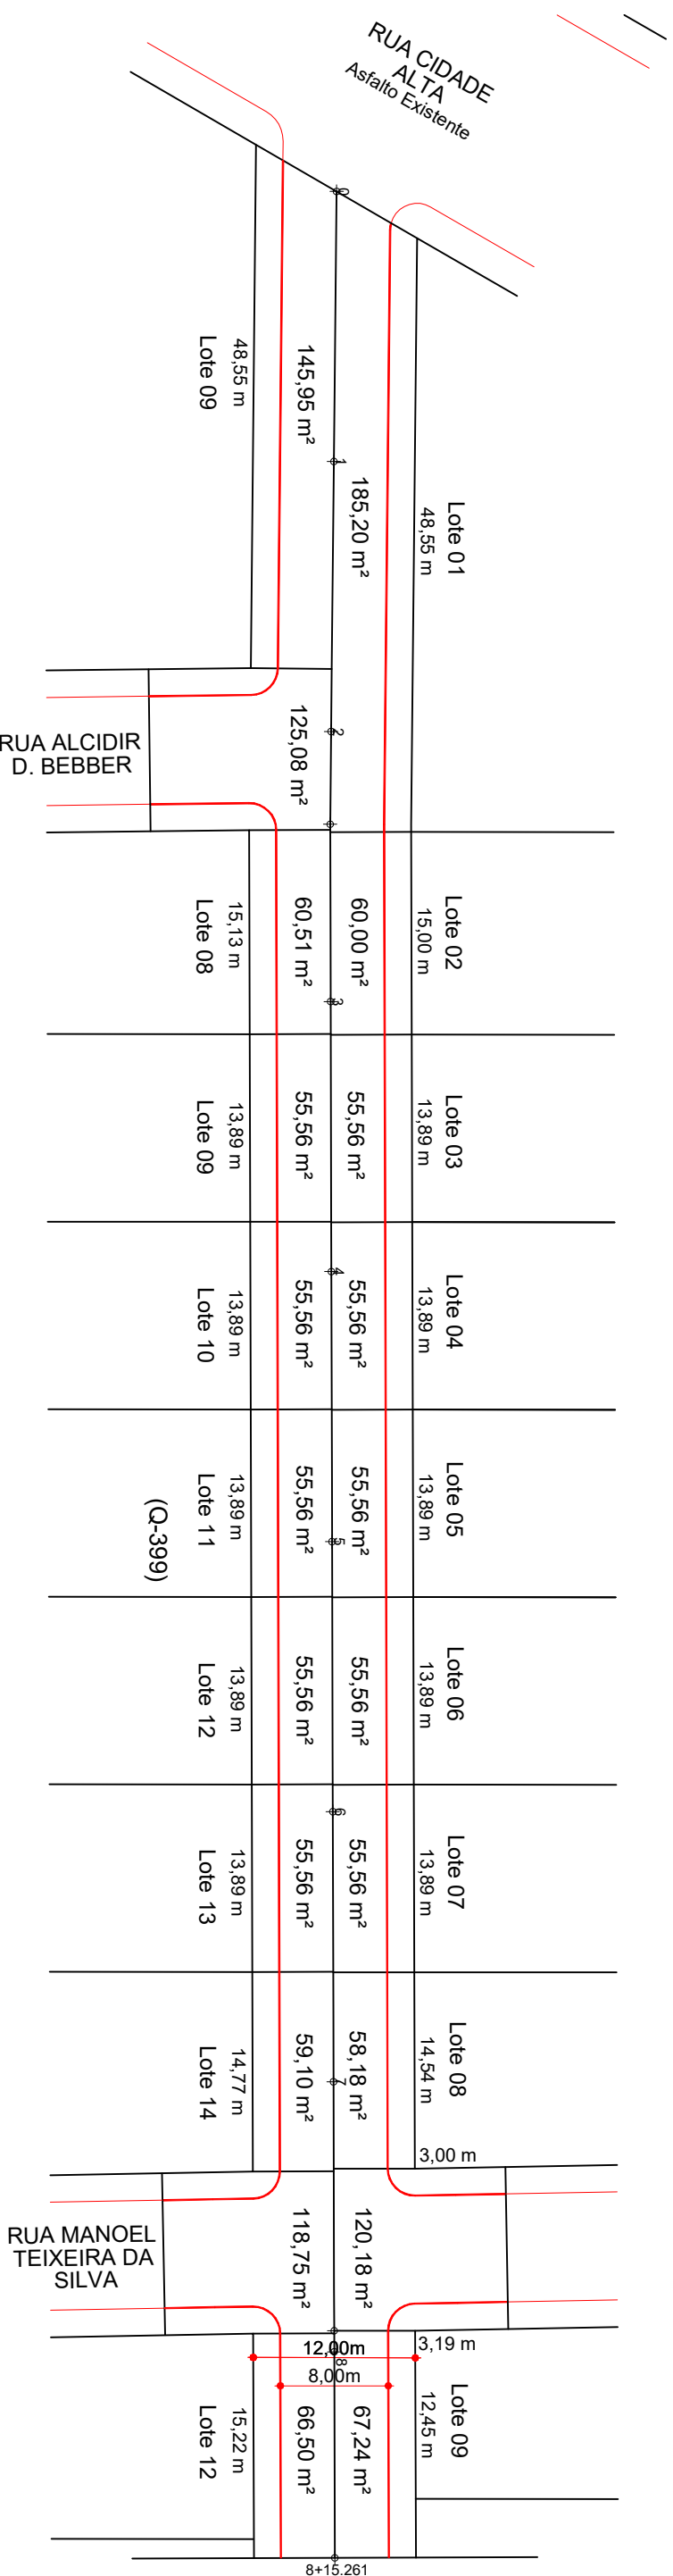 RUA CIDADE
ALTA
Asfalto Existente
0
145,95 m²
48,55 m
Lote 09
1
185,20 m²
Lote 01
48,55 m
125,08 m²
2
RUA ALCIDIR
D. BEBBER
Lote 02
15,00 m
60,00 m²
60,51 m²
15,13 m
Lote 08
3
Lote 03
13,89 m
55,56 m²
55,56 m²
13,89 m
Lote 09
4
Lote 04
13,89 m
55,56 m²
55,56 m²
13,89 m
Lote 10
Lote 05
13,89 m
55,56 m²
55,56 m²
13,89 m
Lote 11
(Q-399)
5
Lote 06
13,89 m
55,56 m²
55,56 m²
13,89 m
Lote 12
6
Lote 07
13,89 m
55,56 m²
55,56 m²
13,89 m
Lote 13
Lote 08
14,54 m
58,18 m²
59,10 m²
14,77 m
Lote 14
7
3,00 m
120,18 m²
118,75 m²
RUA MANOEL
TEIXEIRA DA
SILVA
12,00m
3,19 m
8
8,00m
Lote 09
12,45 m
67,24 m²
66,50 m²
15,22 m
Lote 12
8+15.261